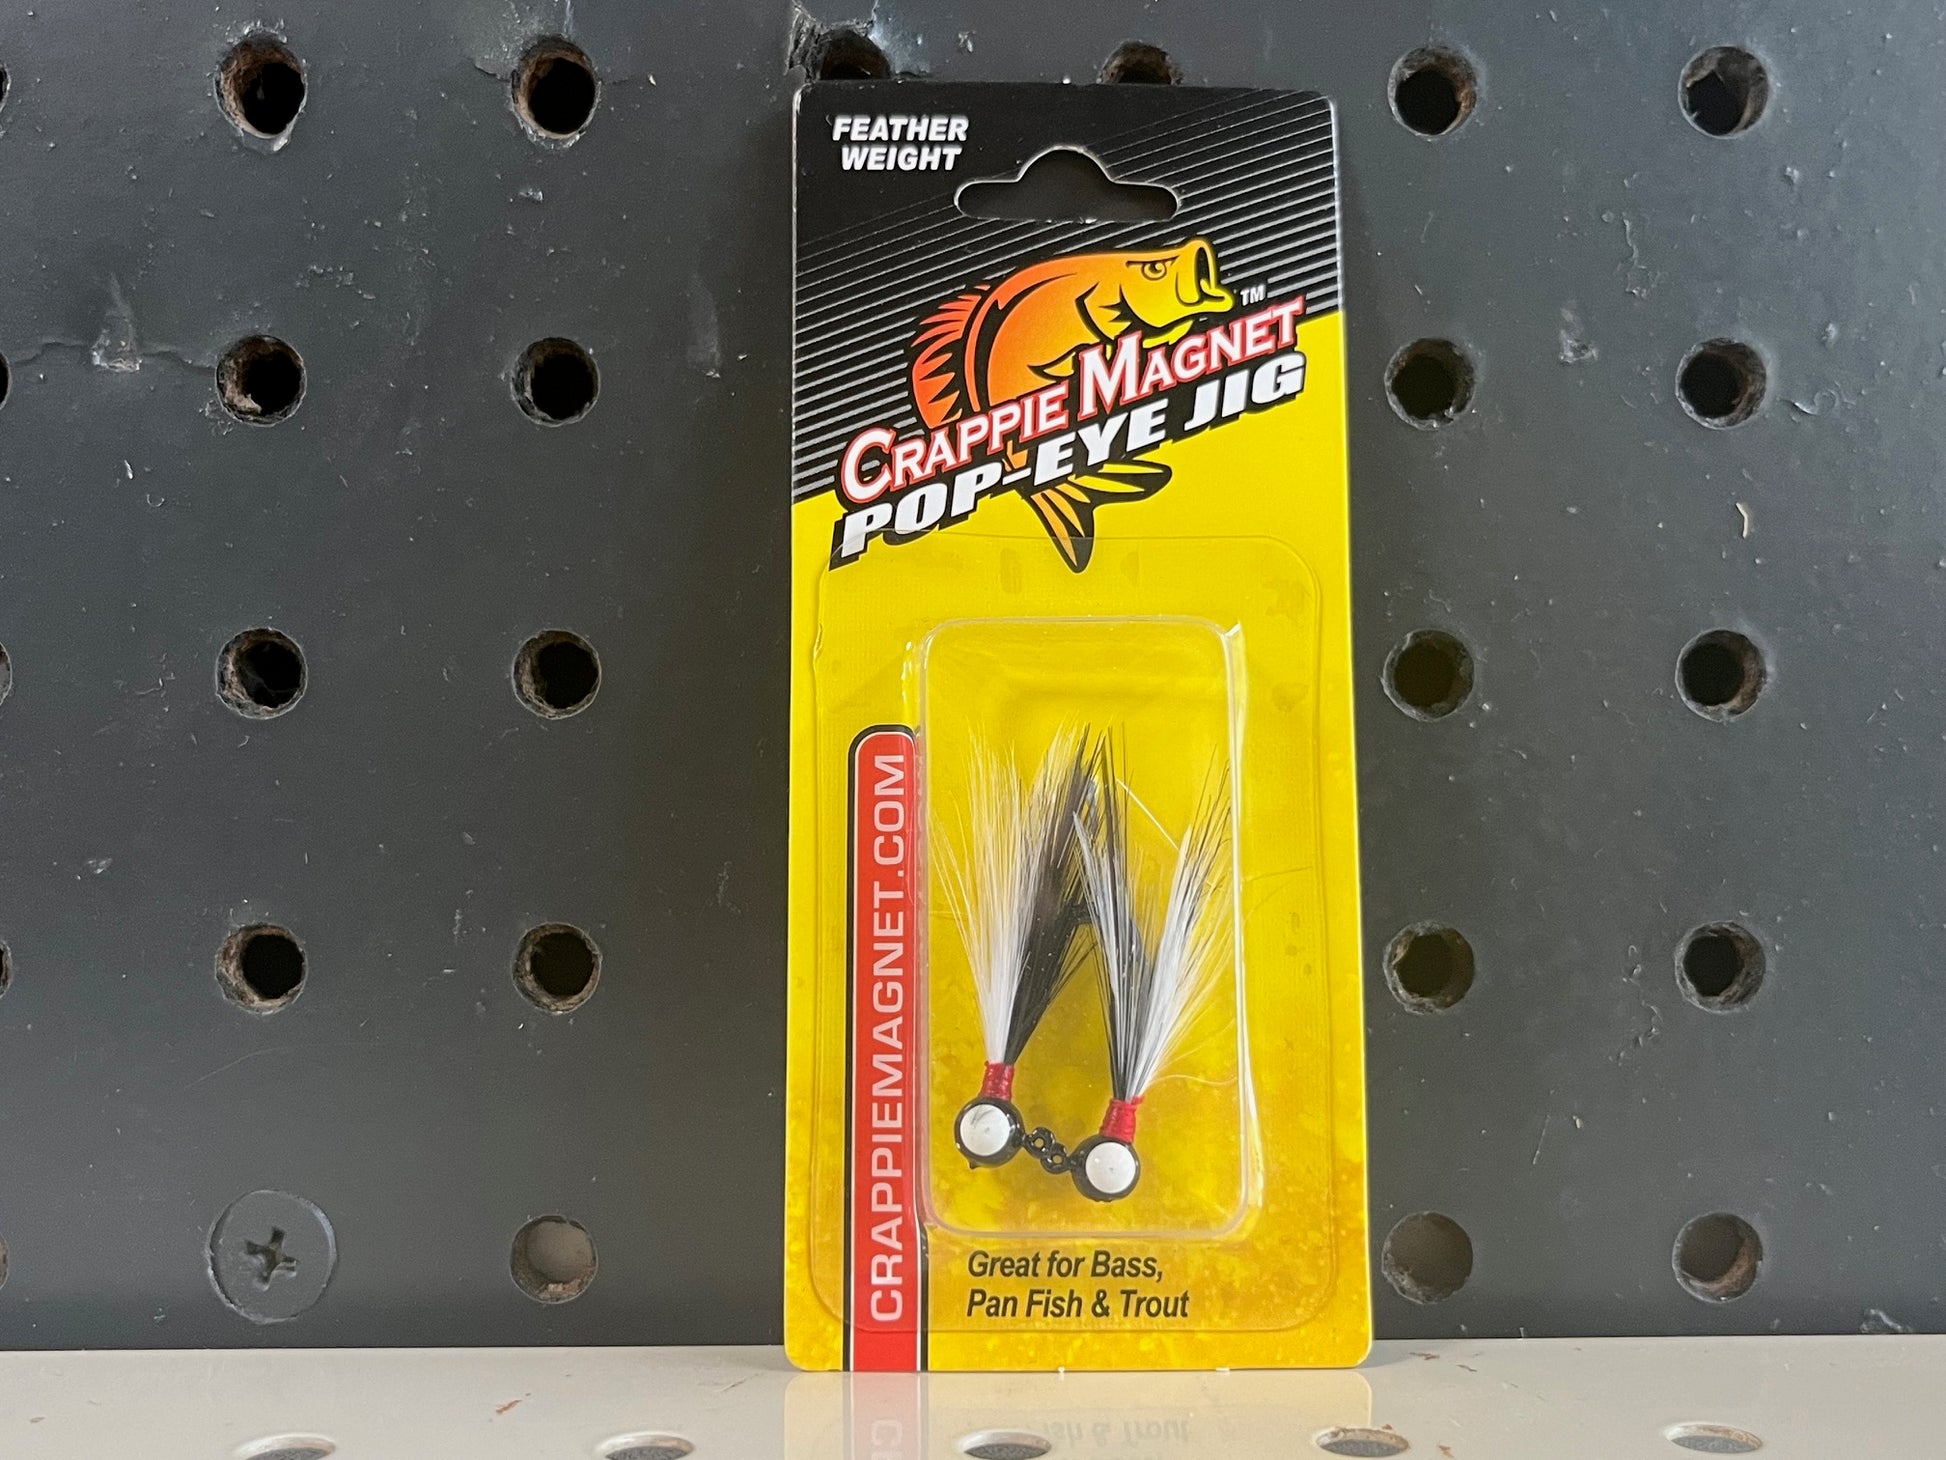 FEATHER
WEIGHT
TM
CRAPPIE MAGNET
POP-EYE JIG
CRAPPIEMAGNET.COM
Great for Bass,
Pan Fish & Trout